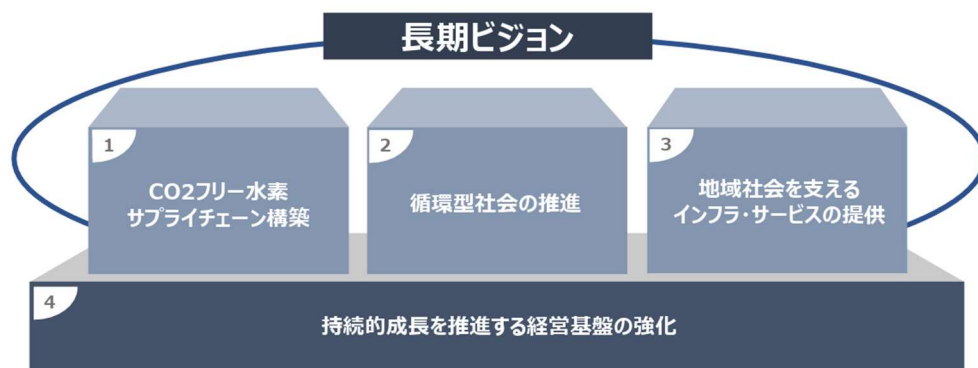 長期ビジョン
1
CO2フリー水素
サプライチェーン構築
2
循環型社会の推進
3
地域社会を支える
インフラ・サービスの提供
4
持続的成長を推進する経営基盤の強化